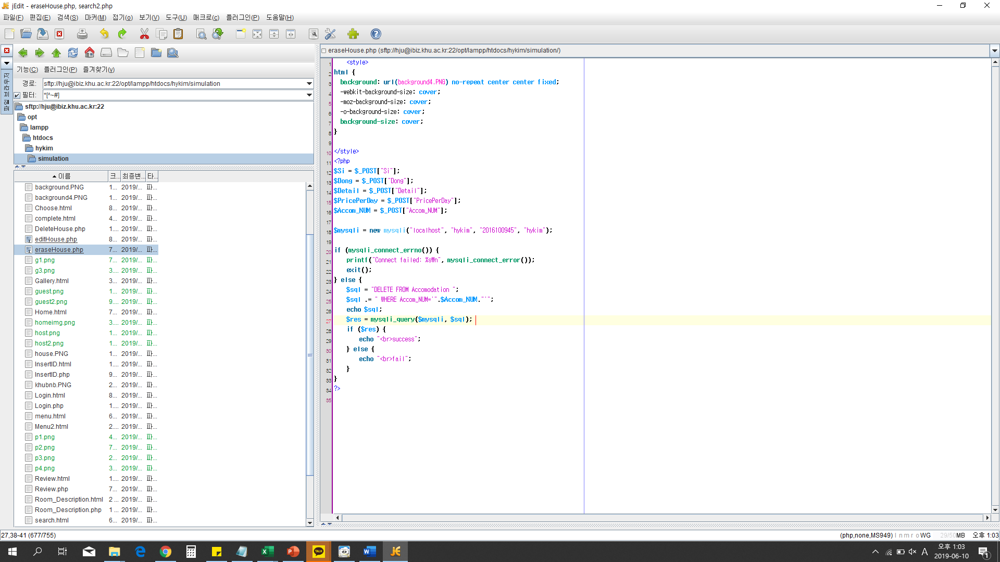 jEdit - eraseHouse.php, search2.php
파일(F) 편집(E) 검색(S) 마커(M) 접기(o) 보기(V) 도구(U) 매크로(c) 플러그인(P) 도움말(H)
기능(C) 플러그인(P) 즐겨찾기(v)
경로: sftp://hju@ibiz.khu.ac.kr:22/opt/lampp/htdocs/hykim/simulation
필터: *[^~#]
sftp://hju@ibiz.khu.ac.kr:22
opt
lampp
htdocs
hykim
simulation
이름 크... 최종변... 타...
background.PNG 1... 2019/... 파...
background4.PNG 1... 2019/... 파...
Choose.html 8... 2019/... 파...
complete.html 4... 2019/... 파...
DeleteHouse.php 1.... 2019/... 파...
editHouse.php 8... 2019/... 파...
eraseHouse.php 7... 2019/... 파...
g1.png 7... 2019/... 파...
g3.png 3.... 2019/... 파...
Gallery.html 3... 2019/... 파...
guest.png 1... 2019/... 파...
guest2.png 9... 2019/... 파...
Home.html 7... 2019/... 파...
homeimg.png 3.... 2019/... 파...
host.png 1... 2019/... 파...
host2.png 1... 2019/... 파...
house.PNG 1... 2019/... 파...
InsertID.html 1.... 2019/... 파...
InsertID.php 9... 2019/... 파...
khubnb.PNG 2... 2019/... 파...
Login.html 8... 2019/... 파...
Login.php 1.... 2019/... 파...
menu.html 6... 2019/... 파...
Menu2.html 2.... 2019/... 파...
p1.png 4... 2019/... 파...
p2.png 7... 2019/... 파...
p3.png 2... 2019/... 파...
p4.png 3... 2019/... 파...
Review.html 1.... 2019/... 파...
Review.php 7... 2019/... 파...
Room_Description.html 2 ... 2019/... 파...
Room_Description.php 1 ... 2019/... 파...
search.html 6... 2019/... 파...
eraseHouse.php (sftp://hju@ibiz.khu.ac.kr:22/opt/lampp/htdocs/hykim/simulation/)
1 <style>
2 html {
3 background: url(background4.PNG) no-repeat center center fixed;
4 -webkit-background-size: cover;
5 -moz-background-size: cover;
6 -o-background-size: cover;
7 background-size: cover;
8 }
9
10 </style>
11 <?php
12 $Si = $_POST["Si"];
13 $Dong = $_POST["Dong"];
14 $Detail = $_POST["Detail"];
15 $PricePerDay = $_POST["PricePerDay"];
16 $Accom_NUM = $_POST["Accom_NUM"];
17
18 $mysqli = new mysqli("localhost", "hykim", "2016100945", "hykim");
19
20 if (mysqli_connect_errno()) {
21 printf("Connect failed: %s₩n", mysqli_connect_error());
22 exit();
23 } else {
24 $sql = "DELETE FROM Accomodation ";
25 $sql .= " WHERE Accom_NUM='".$Accom_NUM."'";
26 echo $sql;
27 $res = mysqli_query($mysqli, $sql);
28 if ($res) {
29 echo "<br>success";
30 } else {
31 echo "<br>fail";
32 }
33 }
34 ?>
35
27,38-41 (677/755) (php,none,MS949) l n m r o WG 29/50MB 오후 1:03
TALK
A 오후 1:03
2019-06-10
1